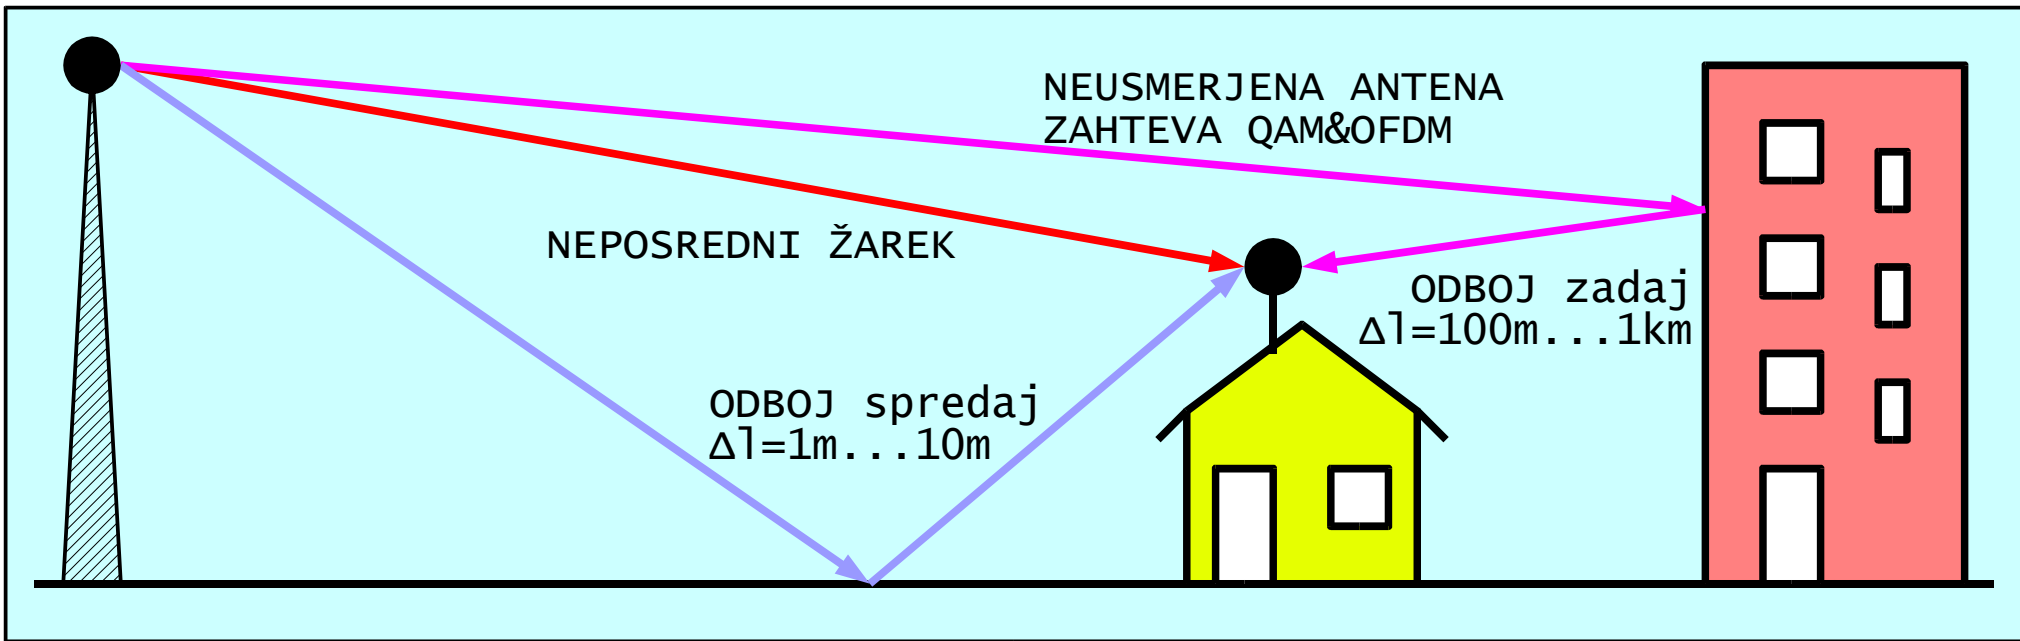 NEUSMERJENA ANTENA
ZAHTEVA QAM&OFDM
NEPOSREDNI ŽAREK
ODBOJ zadaj
Δl=100m...1km
ODBOJ spredaj
Δl=1m...10m